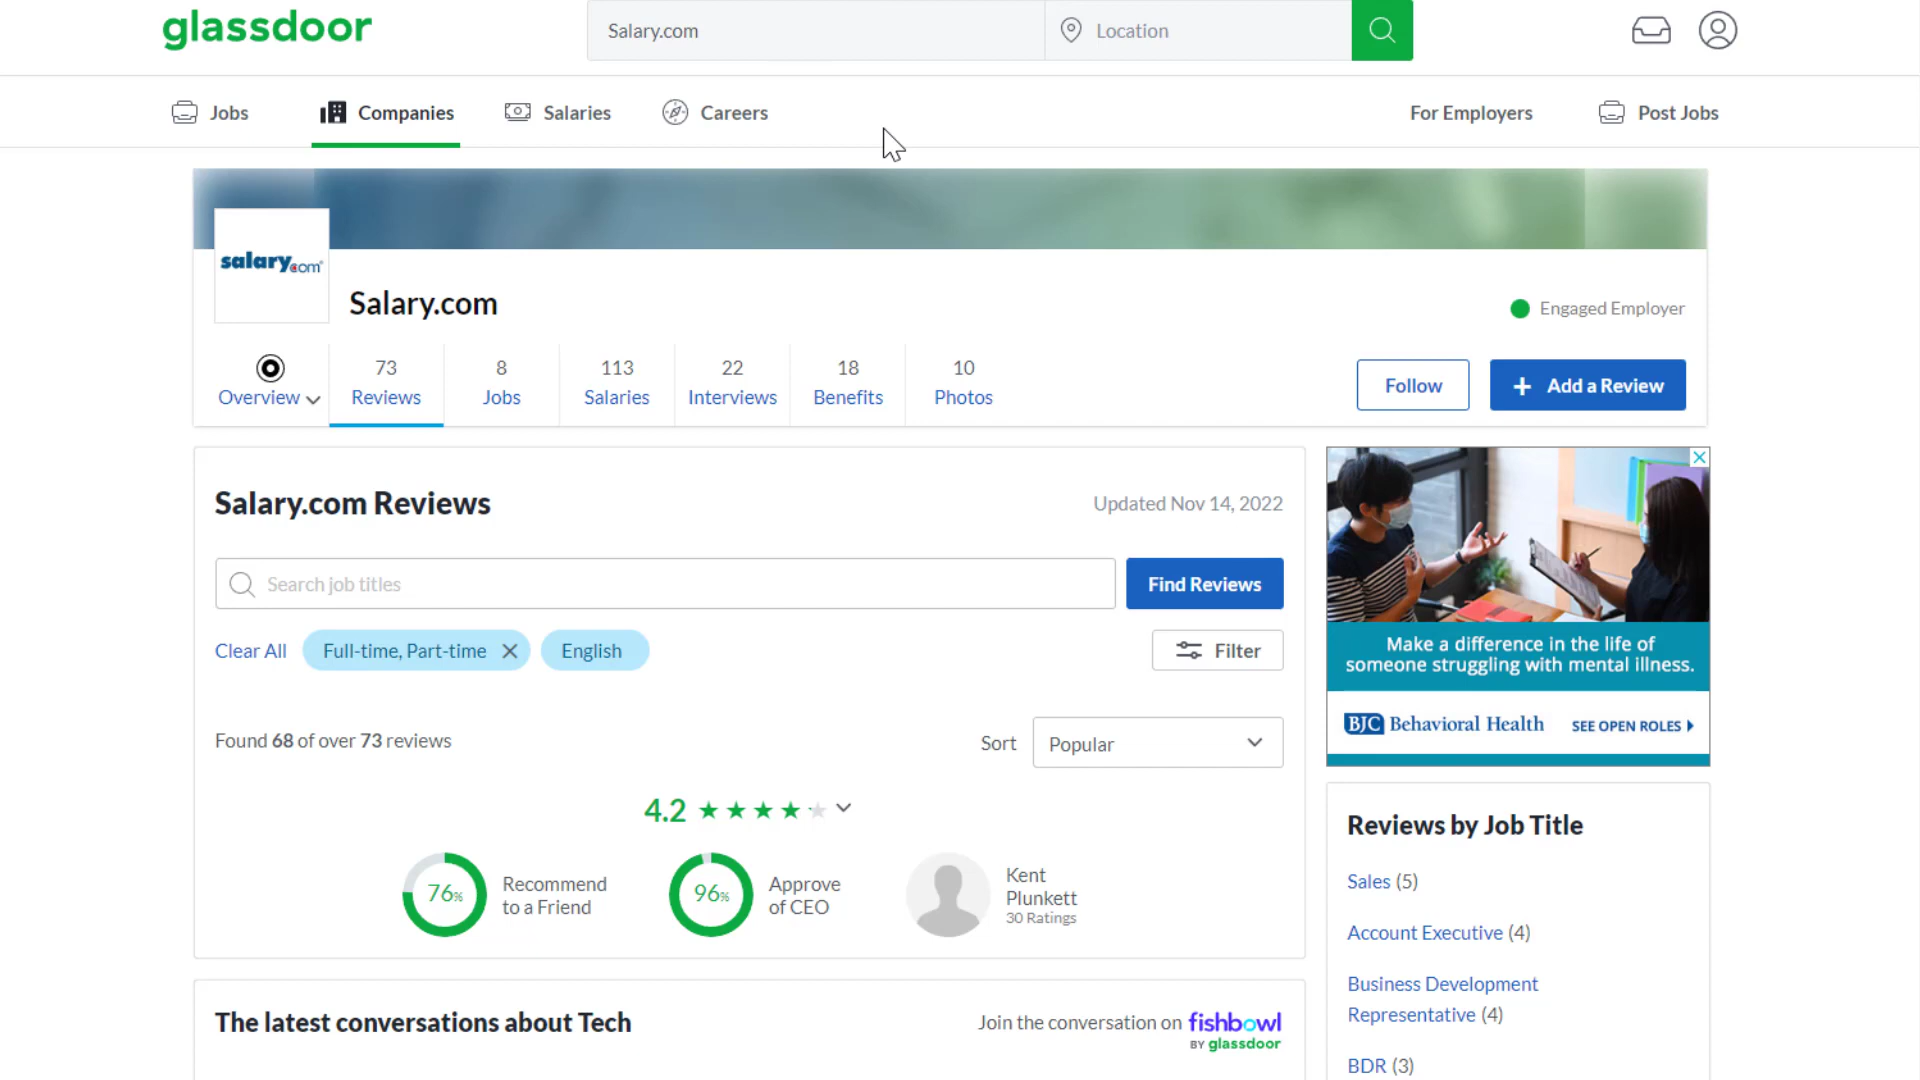 glassdoor
Salary.com
Location
Jobs
Companies
Salaries
Careers
For Employers
Post Jobs
salary.com®
Salary.com
Engaged Employer
Overview
73
Reviews
8
Jobs
113
Salaries
22
Interviews
18
Benefits
10
Photos
Follow
+ Add a Review
Salary.com Reviews
Updated Nov 14, 2022
Search job titles
Find Reviews
Clear All
Full-time, Part-time
English
Filter
Found 68 of over 73 reviews
Sort
Popular
4.2
76%
Recommend
to a Friend
96%
Approve
of CEO
Kent
Plunkett
30 Ratings
The latest conversations about Tech
Join the conversation on fishbowl
BY glassdoor
Make a difference in the life of
someone struggling with mental illness.
BJC Behavioral Health
SEE OPEN ROLES
Reviews by Job Title
Sales (5)
Account Executive (4)
Business Development
Representative (4)
BDR (3)